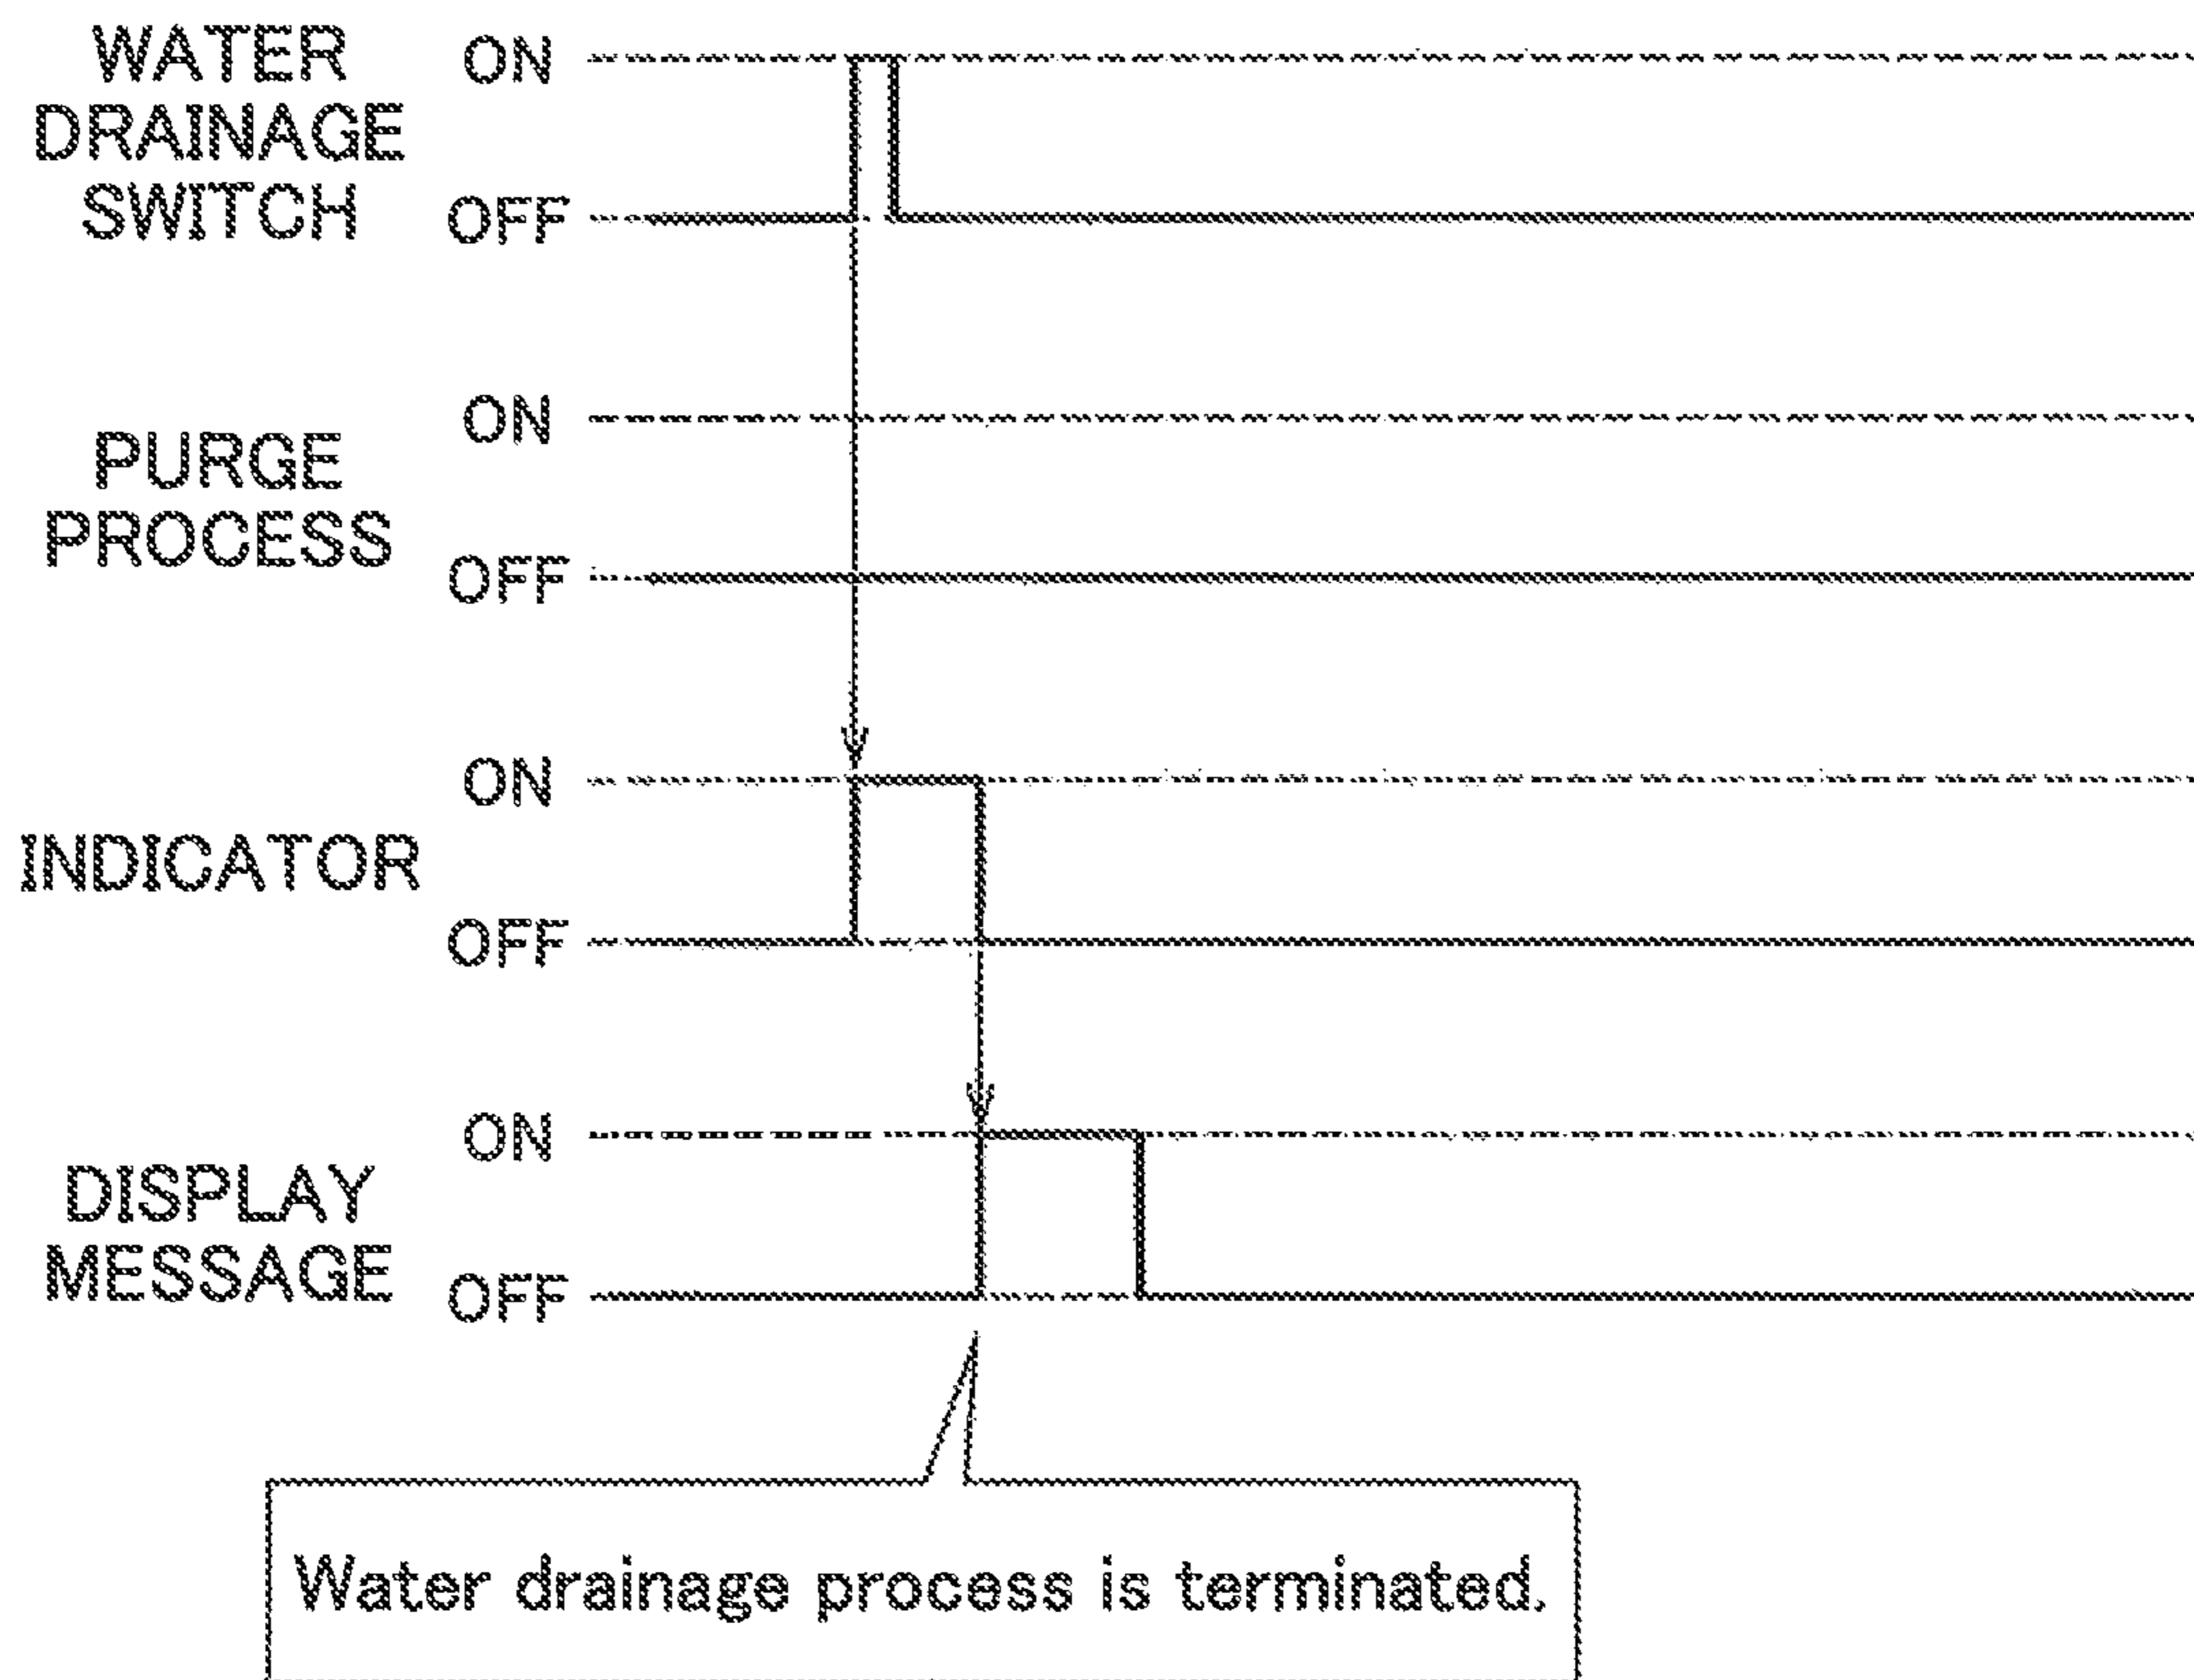 WATER
DRAINAGE
SWITCH
ON
OFF
PURGE
PROCESS
ON
OFF
INDICATOR
ON
OFF
DISPLAY
MESSAGE
ON
OFF
Water drainage process is terminated.